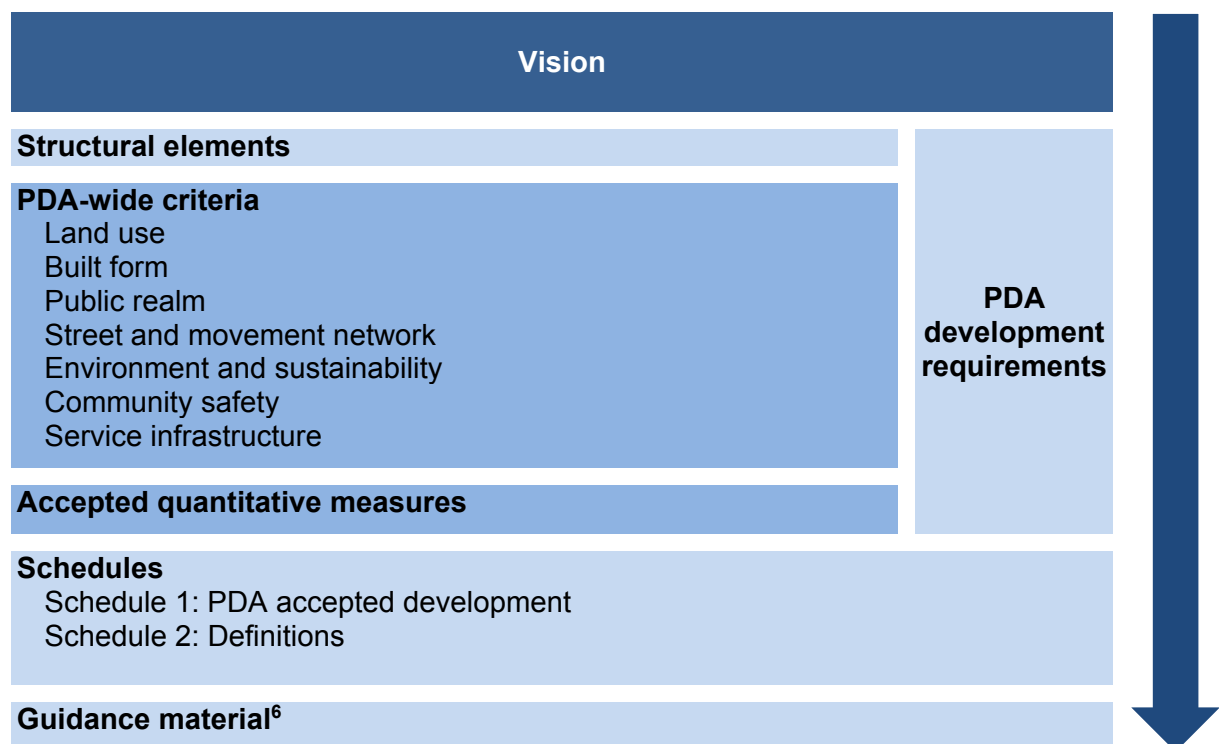 Vision
Structural elements
PDA-wide criteria
Land use
Built form
Public realm
Street and movement network
Environment and sustainability
Community safety
Service infrastructure
Accepted quantitative measures
PDA
development
requirements
Schedules
Schedule 1: PDA accepted development
Schedule 2: Definitions
Guidance material⁶